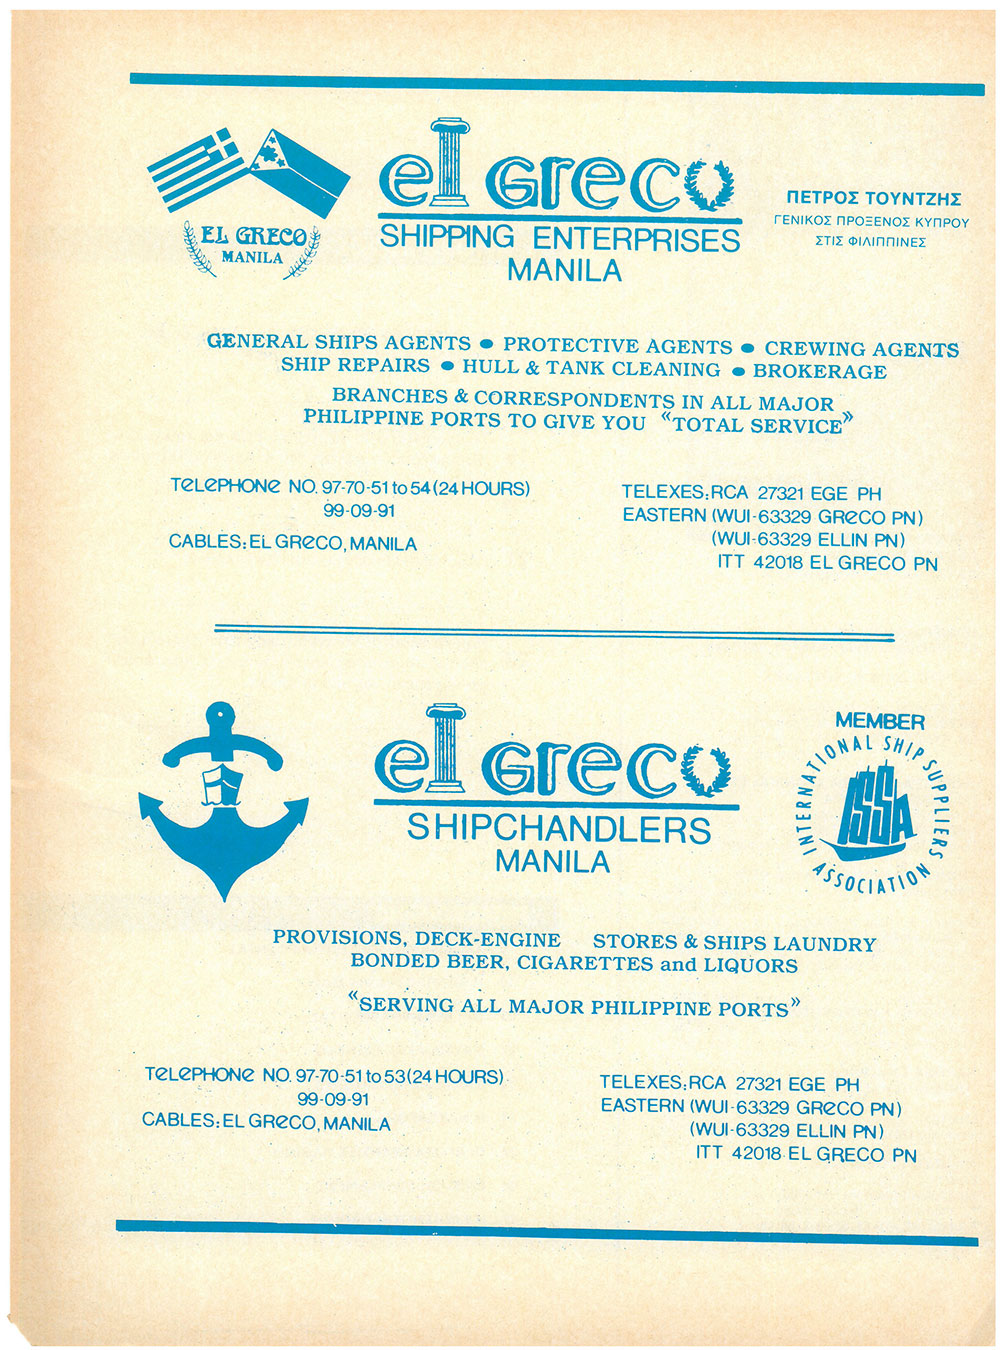 el Greco
SHIPPING ENTERPRISES
MANILA
EL GRECO
MANILA
ΠΕΤΡΟΣ ΤΟΥΝΤΖΗΣ
ΓΕΝΙΚΟΣ ΠΡΟΞΕΝΟΣ ΚΥΠΡΟΥ
ΣΤΙΣ ΦΙΛΙΠΠΙΝΕΣ
GENERAL SHIPS AGENTS ● PROTECTIVE AGENTS ● CREWING AGENTS
SHIP REPAIRS ● HULL & TANK CLEANING ● BROKERAGE
BRANCHES & CORRESPONDENTS IN ALL MAJOR
PHILIPPINE PORTS TO GIVE YOU «TOTAL SERVICE»
TELEPHONE NO. 97-70-51 to 54 (24 HOURS)
99-09-91
CABLES: EL GRECO, MANILA
TELEXES: RCA 27321 EGE PH
EASTERN (WUI-63329 GRECO PN)
(WUI-63329 ELLIN PN)
ITT 42018 EL GRECO PN
el Greco
SHIPCHANDLERS
MANILA
MEMBER
INTERNATIONAL SHIP SUPPLIERS ASSOCIATION
ISSA
PROVISIONS, DECK-ENGINE STORES & SHIPS LAUNDRY
BONDED BEER, CIGARETTES and LIQUORS
«SERVING ALL MAJOR PHILIPPINE PORTS»
TELEPHONE NO. 97-70-51 to 53 (24 HOURS)
99-09-91
CABLES: EL GRECO, MANILA
TELEXES: RCA 27321 EGE PH
EASTERN (WUI-63329 GRECO PN)
(WUI-63329 ELLIN PN)
ITT 42018 EL GRECO PN